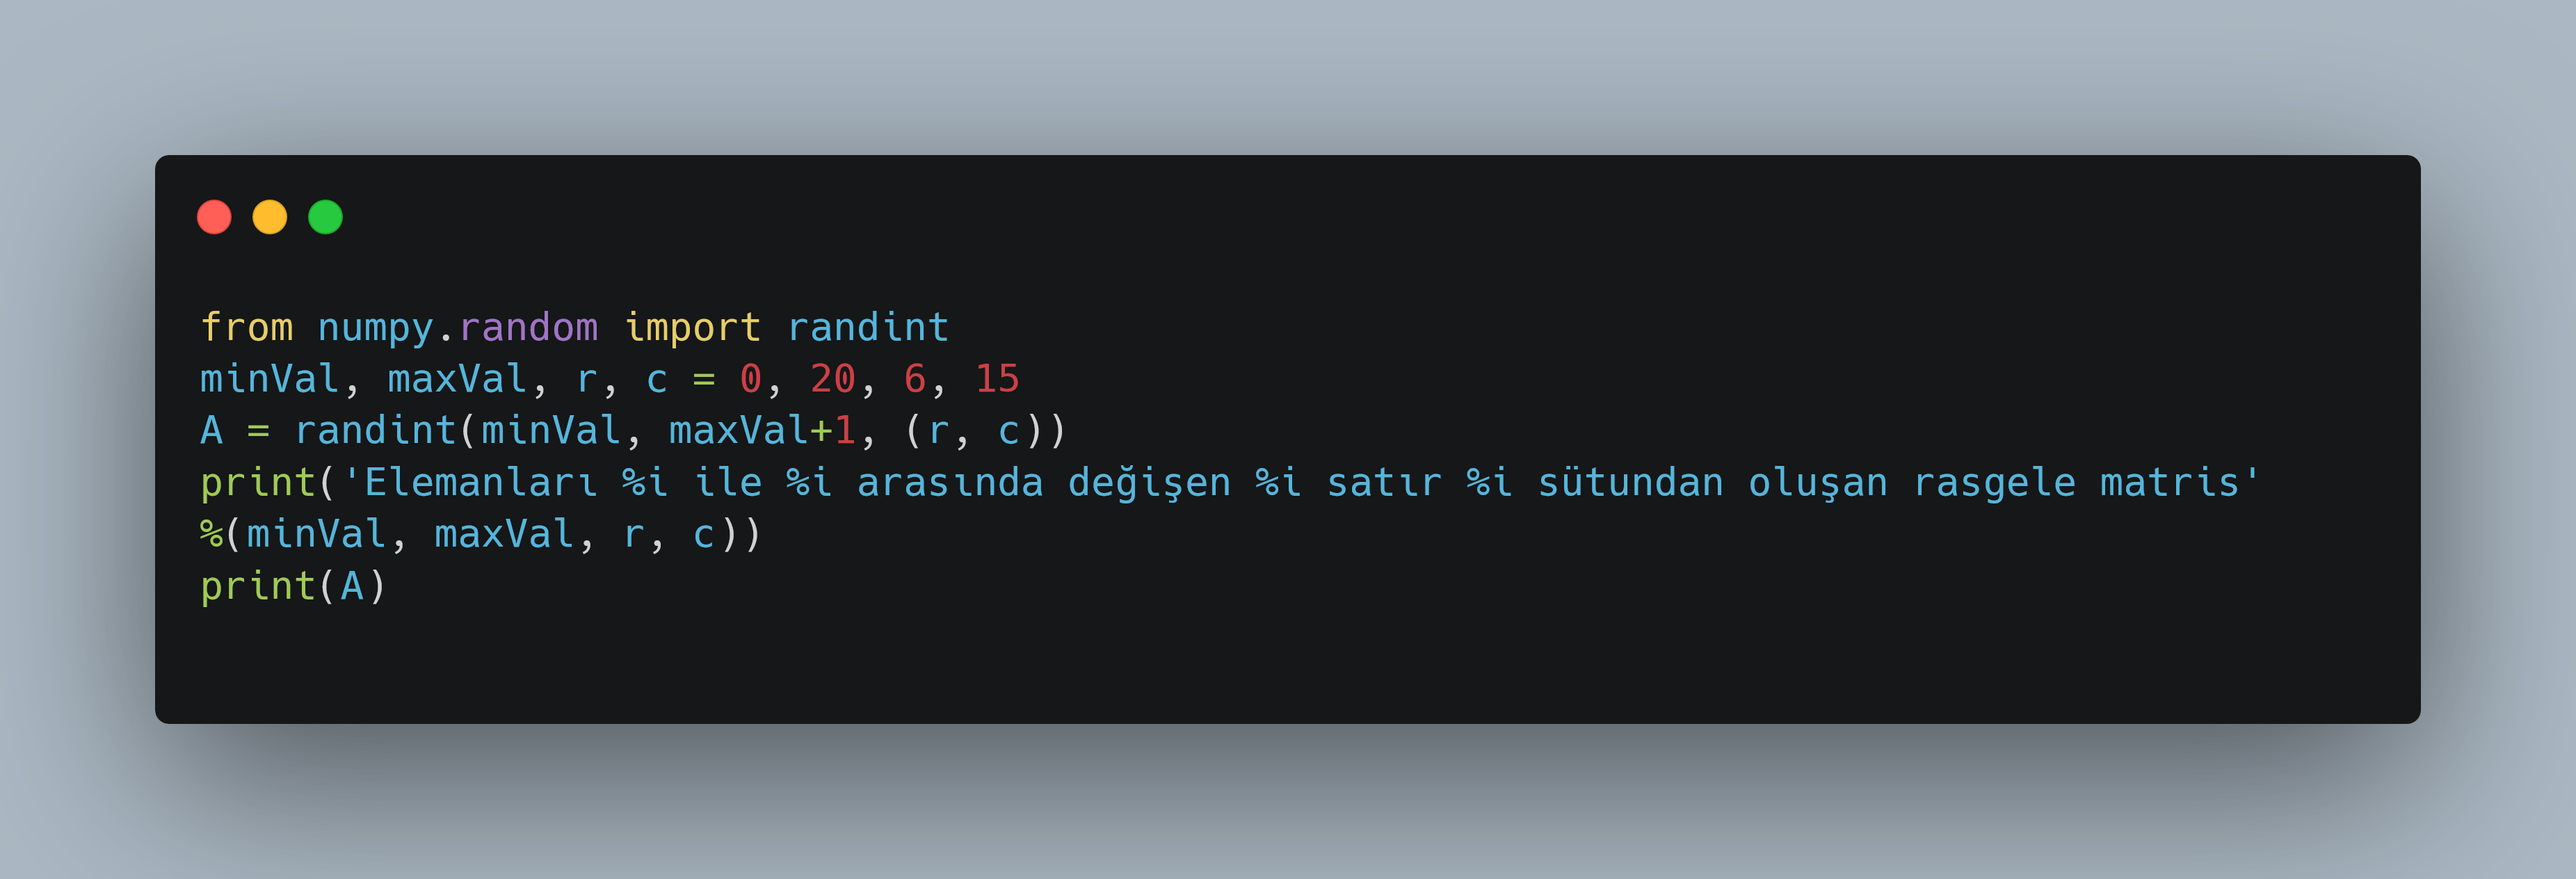 from numpy.random import randint
minVal, maxVal, r, c = 0, 20, 6, 15
A = randint(minVal, maxVal+1, (r, c))
print('Elemanları %i ile %i arasında değişen %i satır %i sütundan oluşan rasgele matris'
%(minVal, maxVal, r, c))
print(A)